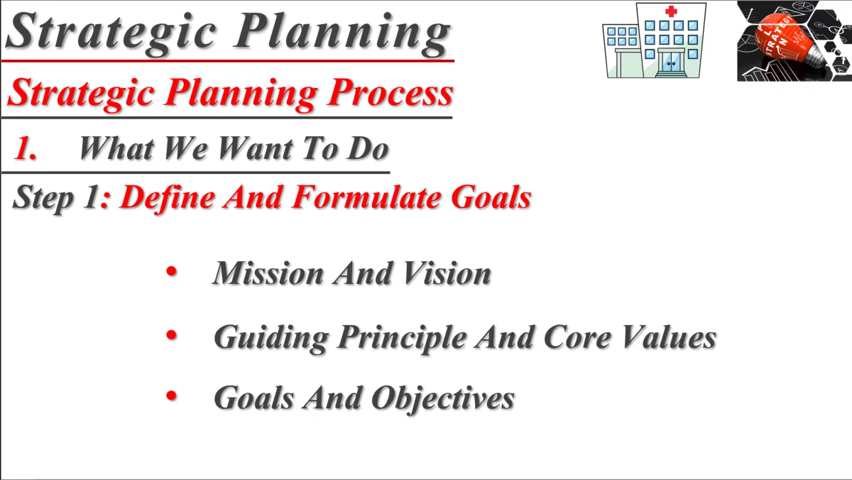 Strategic Planning
Strategic Planning Process
1. What We Want To Do
Step 1: Define And Formulate Goals
• Mission And Vision
• Guiding Principle And Core Values
• Goals And Objectives